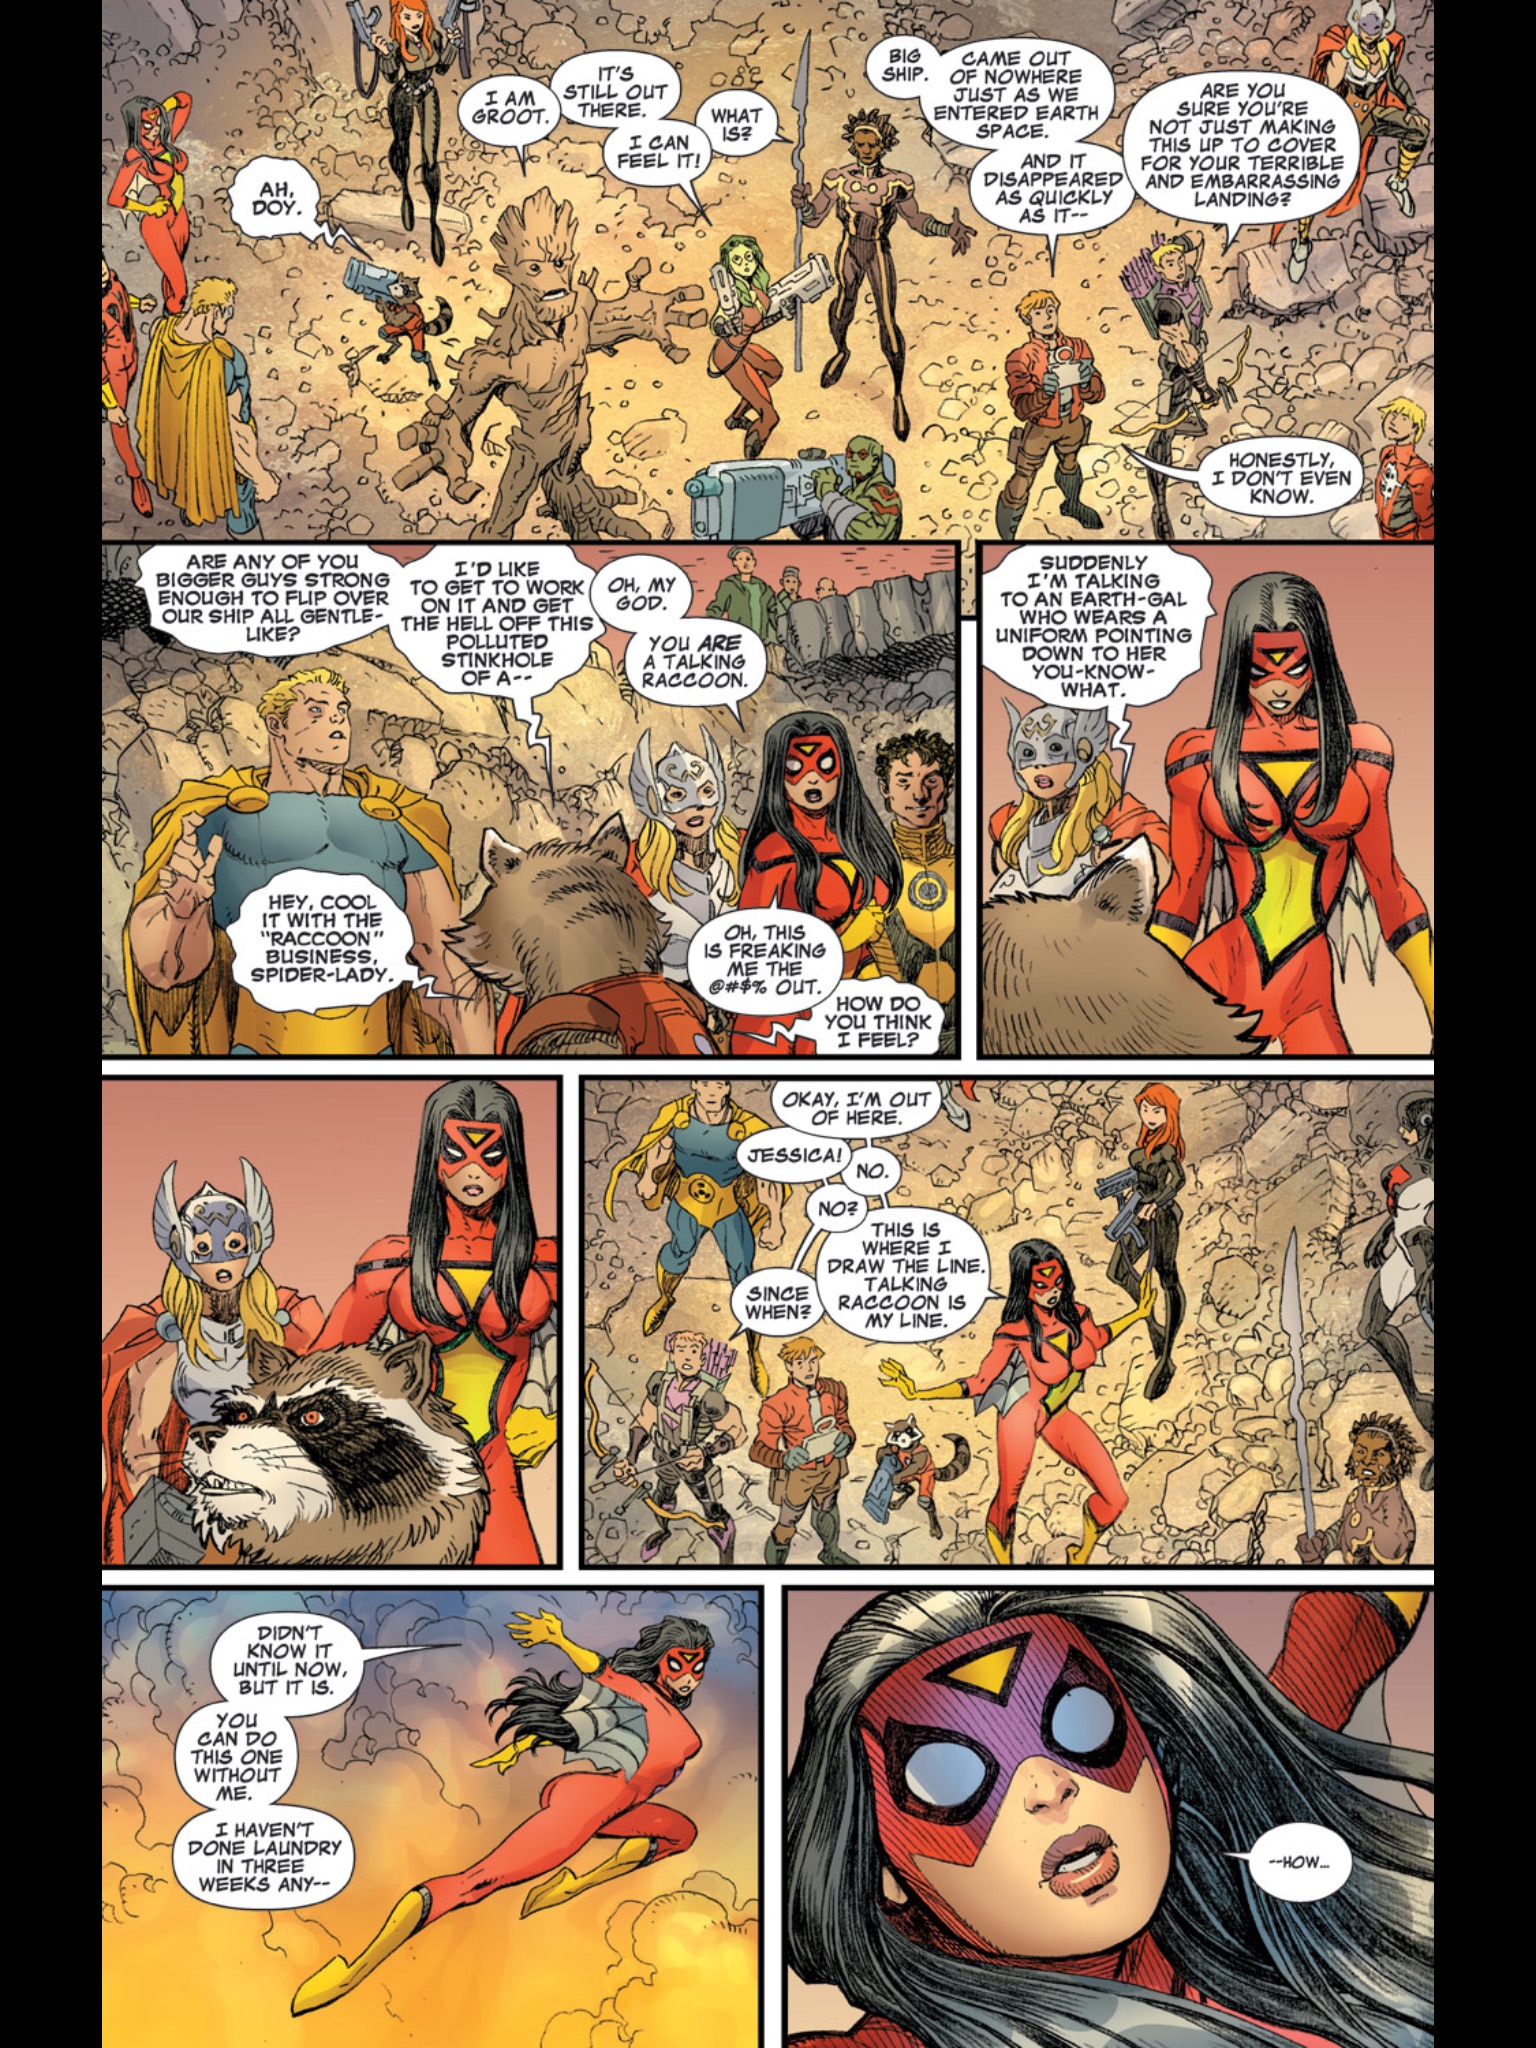 AH,
DOY.
I AM
GROOT.
IT'S
STILL OUT
THERE.
I CAN
FEEL IT!
WHAT
IS?
BIG
SHIP.
CAME OUT
OF NOWHERE
JUST AS WE
ENTERED EARTH
SPACE.
AND IT
DISAPPEARED
AS QUICKLY
AS IT--
ARE YOU
SURE YOU'RE
NOT JUST MAKING
THIS UP TO COVER
FOR YOUR TERRIBLE
AND EMBARRASSING
LANDING?
HONESTLY,
I DON'T EVEN
KNOW.
ARE ANY OF YOU
BIGGER GUYS STRONG
ENOUGH TO FLIP OVER
OUR SHIP ALL GENTLE-
LIKE?
I'D LIKE
TO GET TO WORK
ON IT AND GET
THE HELL OFF THIS
POLLUTED
STINKHOLE
OF A--
OH, MY
GOD.
YOU ARE
A TALKING
RACCOON.
HEY, COOL
IT WITH THE
"RACCOON"
BUSINESS,
SPIDER-LADY.
OH, THIS
IS FREAKING
ME THE
@#$% OUT.
HOW DO
YOU THINK
I FEEL?
SUDDENLY
I'M TALKING
TO AN EARTH-GAL
WHO WEARS A
UNIFORM POINTING
DOWN TO HER
YOU-KNOW-
WHAT.
OKAY, I'M OUT
OF HERE.
JESSICA!
NO.
NO?
THIS IS
WHERE I
DRAW THE LINE.
TALKING
RACCOON IS
MY LINE.
SINCE
WHEN?
DIDN'T
KNOW IT
UNTIL NOW,
BUT IT IS.
YOU
CAN DO
THIS ONE
WITHOUT
ME.
I HAVEN'T
DONE LAUNDRY
IN THREE
WEEKS ANY--
--HOW...